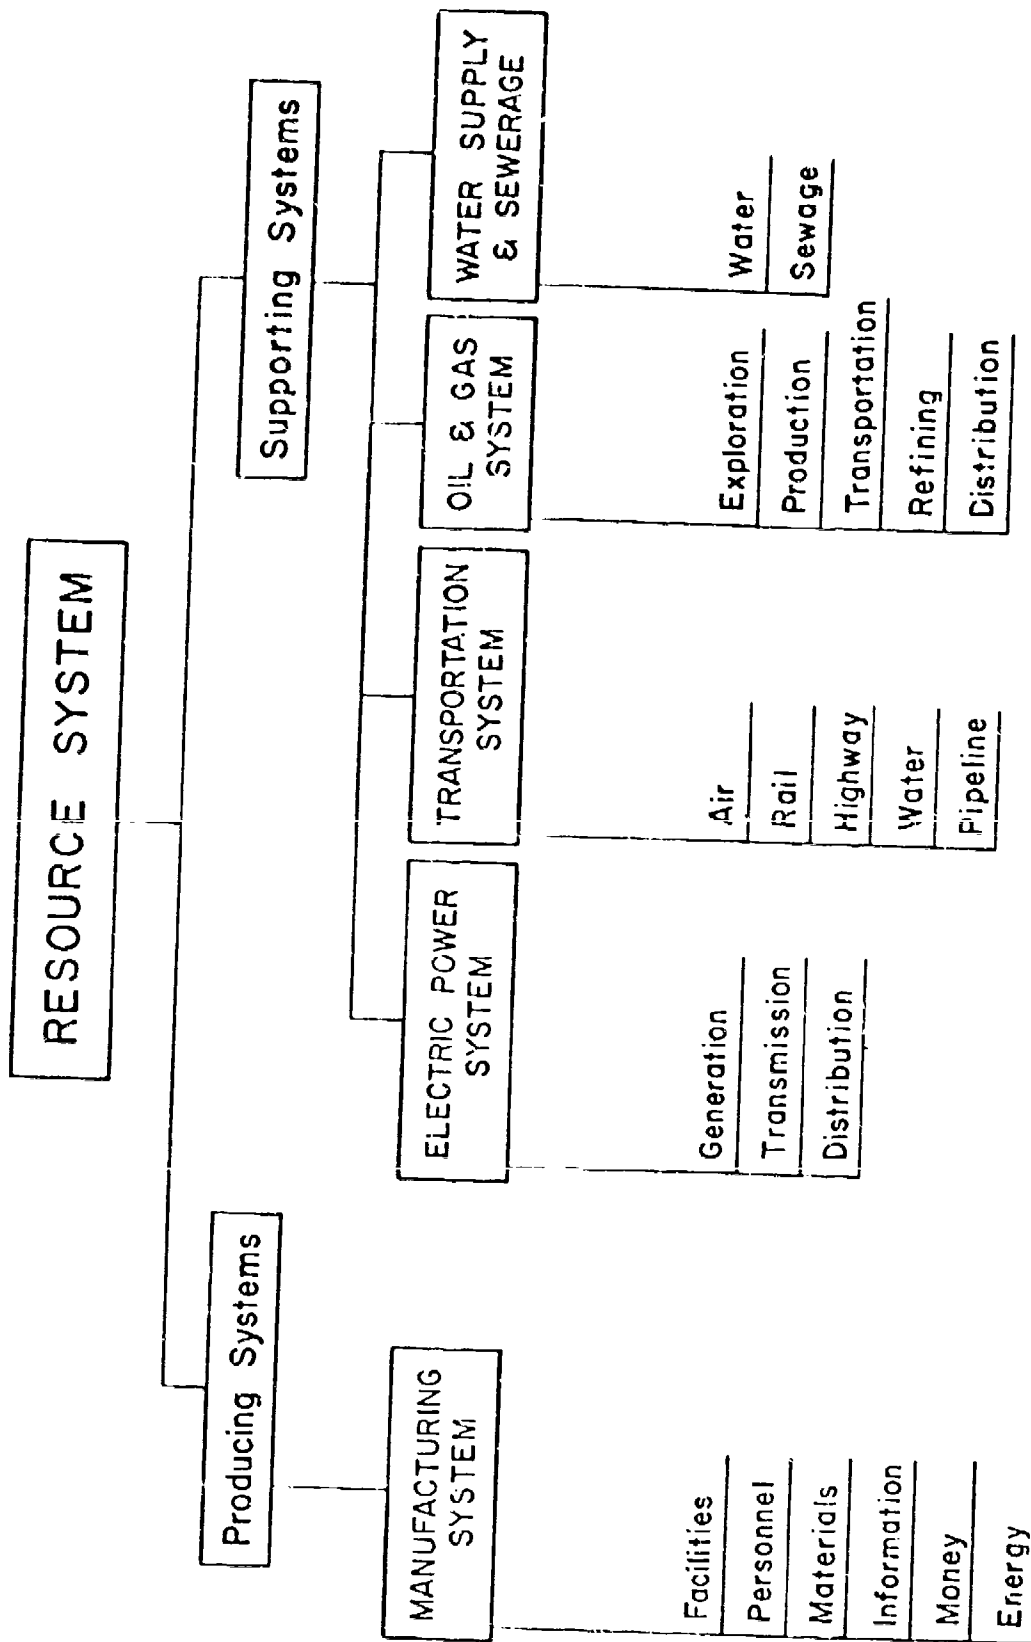 RESOURCE SYSTEM
Producing Systems
Supporting Systems
MANUFACTURING
SYSTEM
ELECTRIC POWER
SYSTEM
TRANSPORTATION
SYSTEM
OIL & GAS
SYSTEM
WATER SUPPLY
& SEWERAGE
Facilities
Personnel
Materials
Information
Money
Energy
Generation
Transmission
Distribution
Air
Rail
Highway
Water
Pipeline
Exploration
Production
Transportation
Refining
Distribution
Water
Sewage